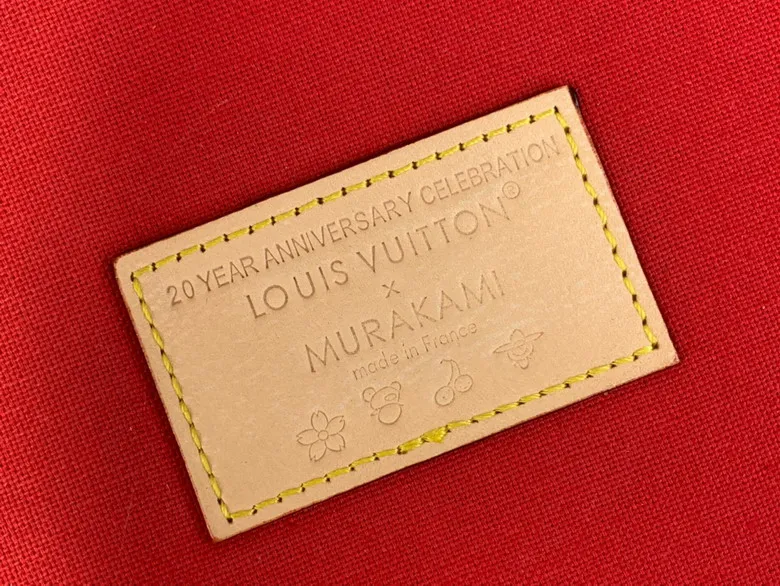 20 YEAR ANNIVERSARY CELEBRATION
LOUIS VUITTON®
x
MURAKAMI
made in France